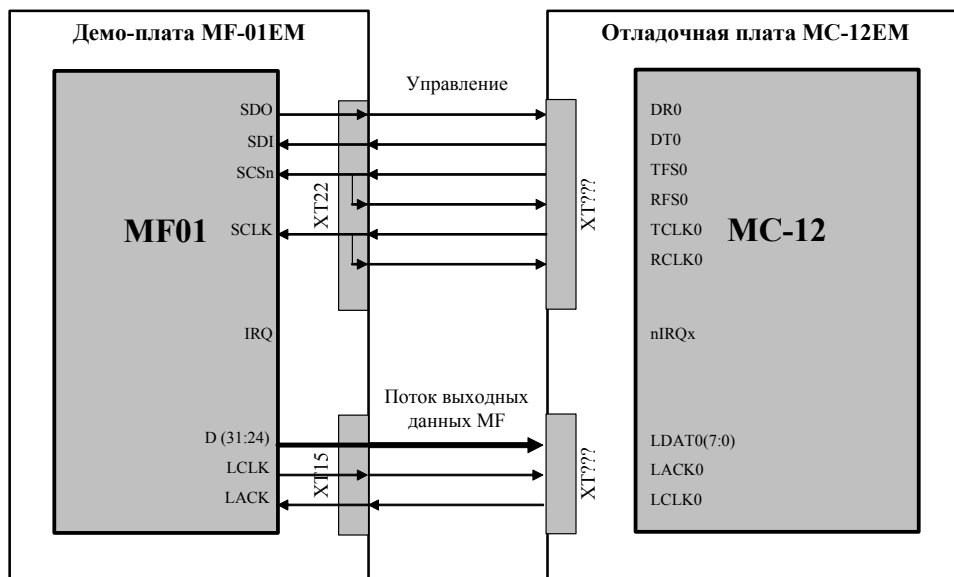 Демо-плата MF-01EM
Отладочная плата MC-12EM
Управление
SDO
SDI
SCSn
SCLK
IRQ
D (31:24)
LCLK
LACK
MF01
XT22
XT15
Поток выходных
данных MF
XT???
XT???
DR0
DT0
TFS0
RFS0
TCLK0
RCLK0
nIRQx
LDAT0(7:0)
LACK0
LCLK0
MC-12